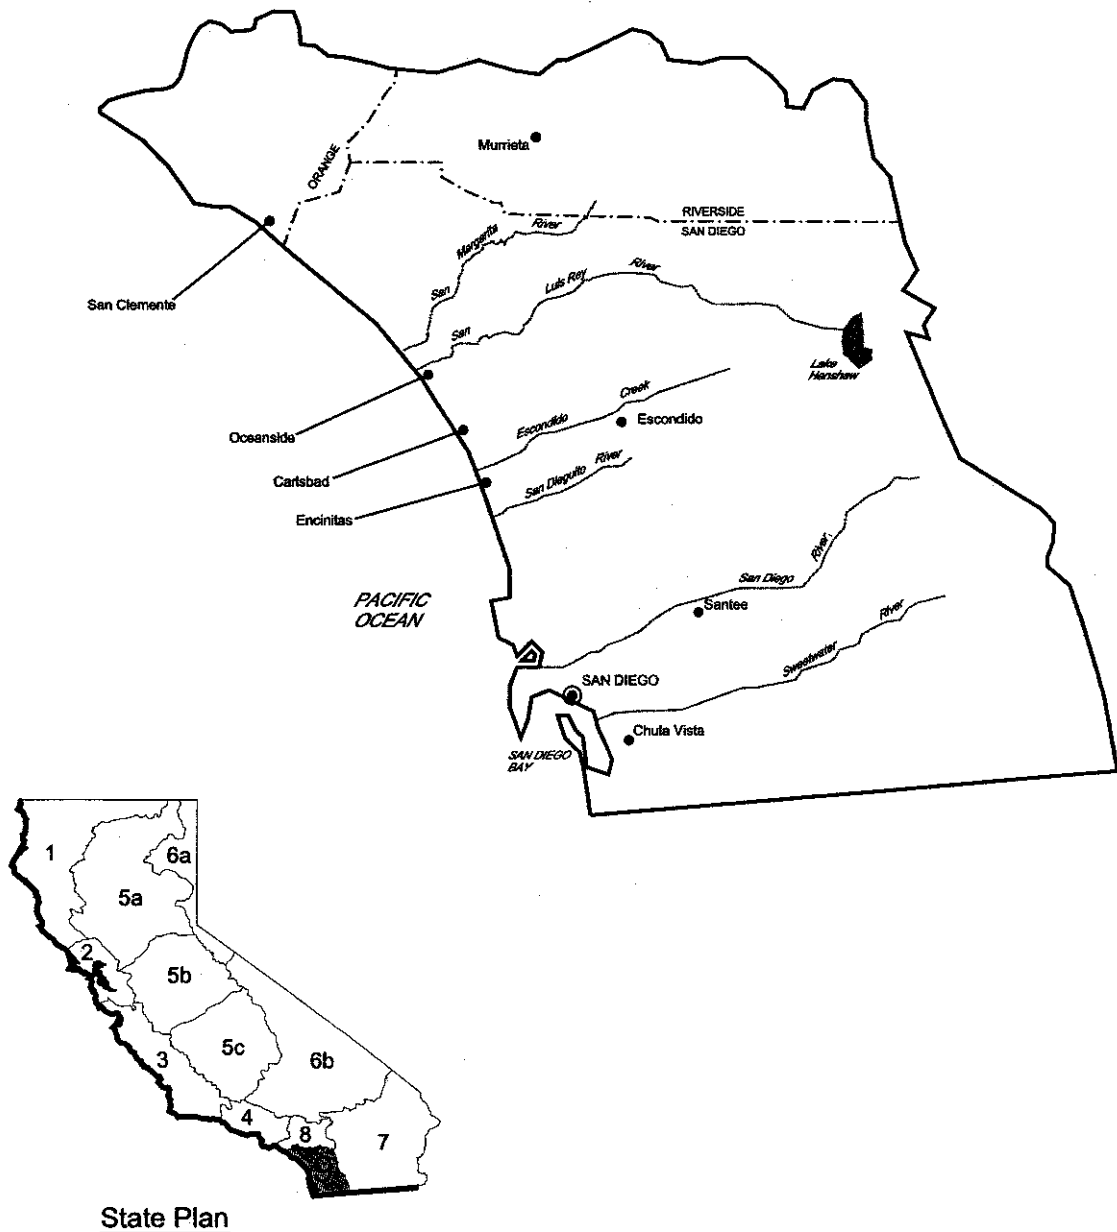 Murrieta
ORANGE
RIVERSIDE
SAN DIEGO
San Margarita River
San Clemente
San Luis Rey River
Lake
Henshaw
Oceanside
Escondido Creek
Escondido
Carlsbad
San Dieguito River
Encinitas
PACIFIC
OCEAN
San Diego River
Santee
Sweetwater River
SAN DIEGO
Chula Vista
SAN DIEGO
BAY
1
6a
5a
2
5b
3
5c
6b
4
8
7
State Plan